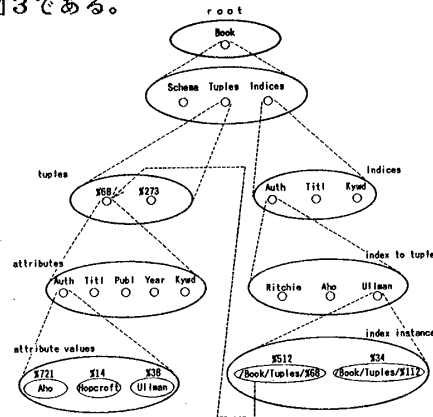 図3である。
root
Book
Schema Tuples Indices
tuples
%68 %273
Indices
Auth Titl Kywd
attributes
Auth Titl Publ Year Kywd
index to tuple
Ritchie Aho Ullman
attribute values
%721 %14 %38
Aho Hopcroft Ullman
index instance
%512 %34
/Book/Tuples/%68 /Book/Tuples/%112